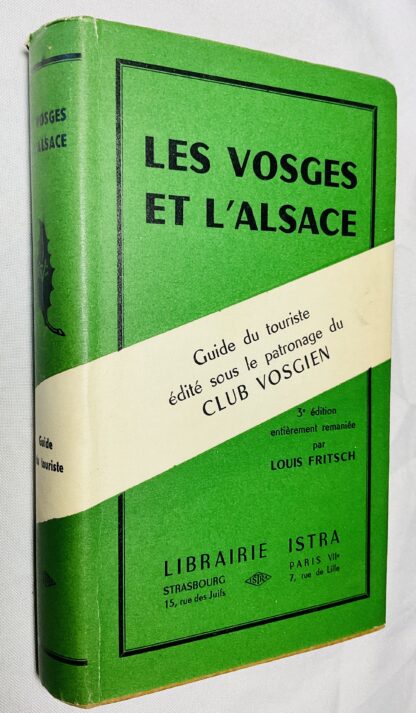 VOSGES
ALSACE
Guide
du touriste
LES VOSGES
ET L'ALSACE
Guide du touriste
édité sous le patronage du
CLUB VOSGIEN
3e édition
entièrement remaniée
par
LOUIS FRITSCH
LIBRAIRIE ISTRA
STRASBOURG
15, rue des Juifs
ISTRA
PARIS VIIe
7, rue de Lille